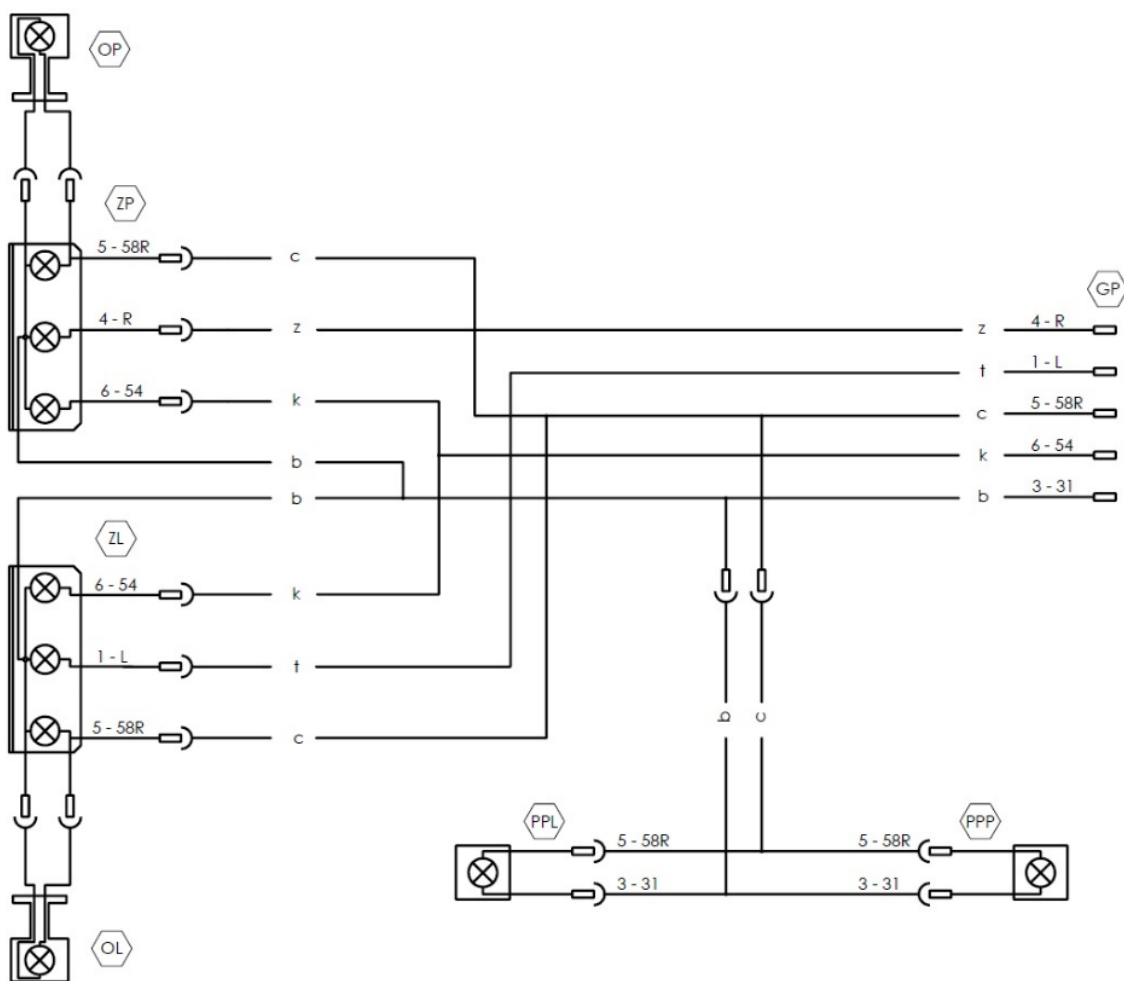 OP
ZP
5 - 58R c
GP
4 - R z z 4 - R
t 1 - L
6 - 54 k c 5 - 58R
b k 6 - 54
b b 3 - 31
ZL
6 - 54 k
1 - L t
b c
5 - 58R c
PPL PPP
5 - 58R 5 - 58R
3 - 31 3 - 31
OL